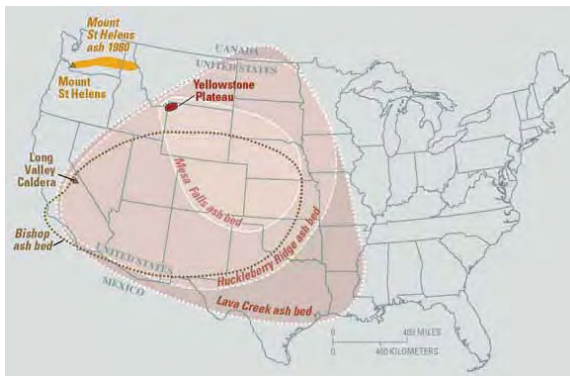 Mount
St Helens
ash 1980
CANADA
UNITED STATES
Mount
St Helens
Yellowstone
Plateau
Long
Valley
Caldera
Mesa Falls ash bed
Bishop
ash bed
UNITED STATES
MEXICO
Huckleberry Ridge ash bed
Lava Creek ash bed
0 400 MILES
0 400 KILOMETERS